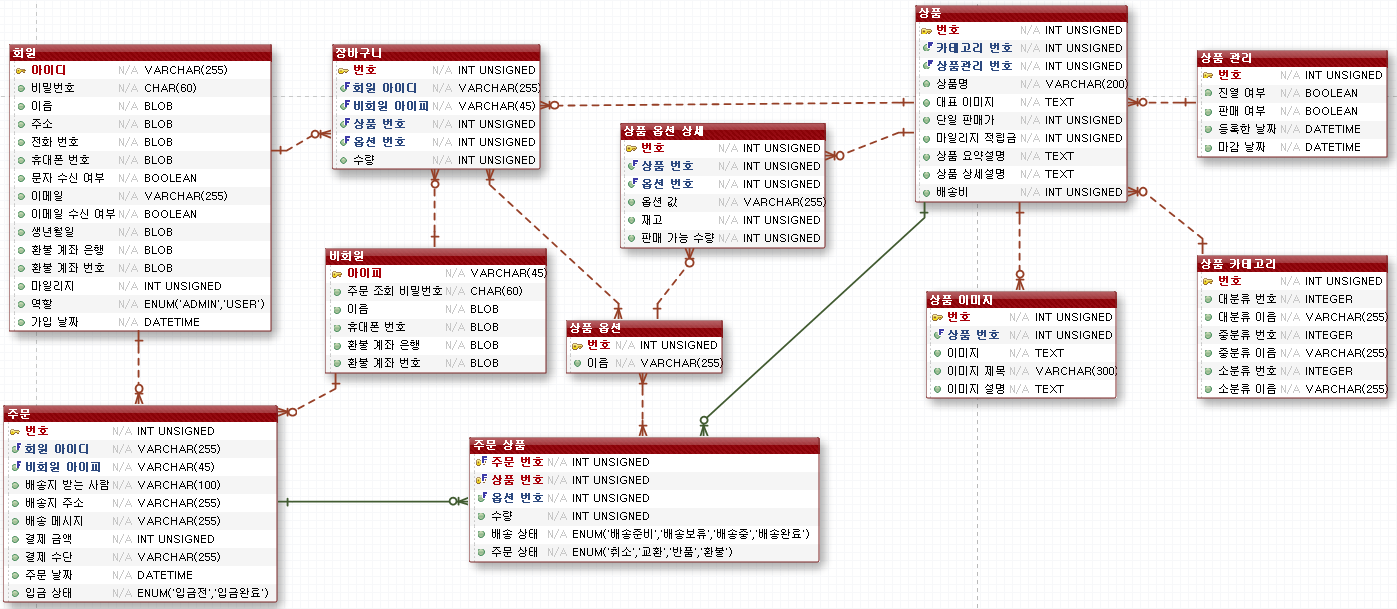 회원
아이디 N/A VARCHAR(255)
비밀번호 N/A CHAR(60)
이름 N/A BLOB
주소 N/A BLOB
전화 번호 N/A BLOB
휴대폰 번호 N/A BLOB
문자 수신 여부 N/A BOOLEAN
이메일 N/A VARCHAR(255)
이메일 수신 여부 N/A BOOLEAN
생년월일 N/A BLOB
환불 계좌 은행 N/A BLOB
환불 계좌 번호 N/A BLOB
마일리지 N/A INT UNSIGNED
역할 N/A ENUM('ADMIN','USER')
가입 날짜 N/A DATETIME
장바구니
번호 N/A INT UNSIGNED
회원 아이디 N/A VARCHAR(255)
비회원 아이피 N/A VARCHAR(45)
상품 번호 N/A INT UNSIGNED
옵션 번호 N/A INT UNSIGNED
수량 N/A INT UNSIGNED
상품
번호 N/A INT UNSIGNED
카테고리 번호 N/A INT UNSIGNED
상품관리 번호 N/A INT UNSIGNED
상품명 N/A VARCHAR(200)
대표 이미지 N/A TEXT
단일 판매가 N/A INT UNSIGNED
마일리지 적립금 N/A INT UNSIGNED
상품 요약설명 N/A TEXT
상품 상세설명 N/A TEXT
배송비 N/A INT UNSIGNED
상품 관리
번호 N/A INT UNSIGNED
진열 여부 N/A BOOLEAN
판매 여부 N/A BOOLEAN
등록한 날짜 N/A DATETIME
마감 날짜 N/A DATETIME
상품 옵션 상세
번호 N/A INT UNSIGNED
상품 번호 N/A INT UNSIGNED
옵션 번호 N/A INT UNSIGNED
옵션 값 N/A VARCHAR(255)
재고 N/A INT UNSIGNED
판매 가능 수량 N/A INT UNSIGNED
비회원
아이피 N/A VARCHAR(45)
주문 조회 비밀번호 N/A CHAR(60)
이름 N/A BLOB
휴대폰 번호 N/A BLOB
환불 계좌 은행 N/A BLOB
환불 계좌 번호 N/A BLOB
상품 옵션
번호 N/A INT UNSIGNED
이름 N/A VARCHAR(255)
상품 이미지
번호 N/A INT UNSIGNED
상품 번호 N/A INT UNSIGNED
이미지 N/A TEXT
이미지 제목 N/A VARCHAR(300)
이미지 설명 N/A TEXT
상품 카테고리
번호 N/A INT UNSIGNED
대분류 번호 N/A INTEGER
대분류 이름 N/A VARCHAR(255)
중분류 번호 N/A INTEGER
중분류 이름 N/A VARCHAR(255)
소분류 번호 N/A INTEGER
소분류 이름 N/A VARCHAR(255)
주문
번호 N/A INT UNSIGNED
회원 아이디 N/A VARCHAR(255)
비회원 아이피 N/A VARCHAR(45)
배송지 받는 사람 N/A VARCHAR(100)
배송지 주소 N/A VARCHAR(255)
배송 메시지 N/A VARCHAR(255)
결제 금액 N/A INT UNSIGNED
결제 수단 N/A VARCHAR(255)
주문 날짜 N/A DATETIME
입금 상태 N/A ENUM('입금전','입금완료')
주문 상품
주문 번호 N/A INT UNSIGNED
상품 번호 N/A INT UNSIGNED
옵션 번호 N/A INT UNSIGNED
수량 N/A INT UNSIGNED
배송 상태 N/A ENUM('배송준비','배송보류','배송중','배송완료')
주문 상태 N/A ENUM('취소','교환','반품','환불')